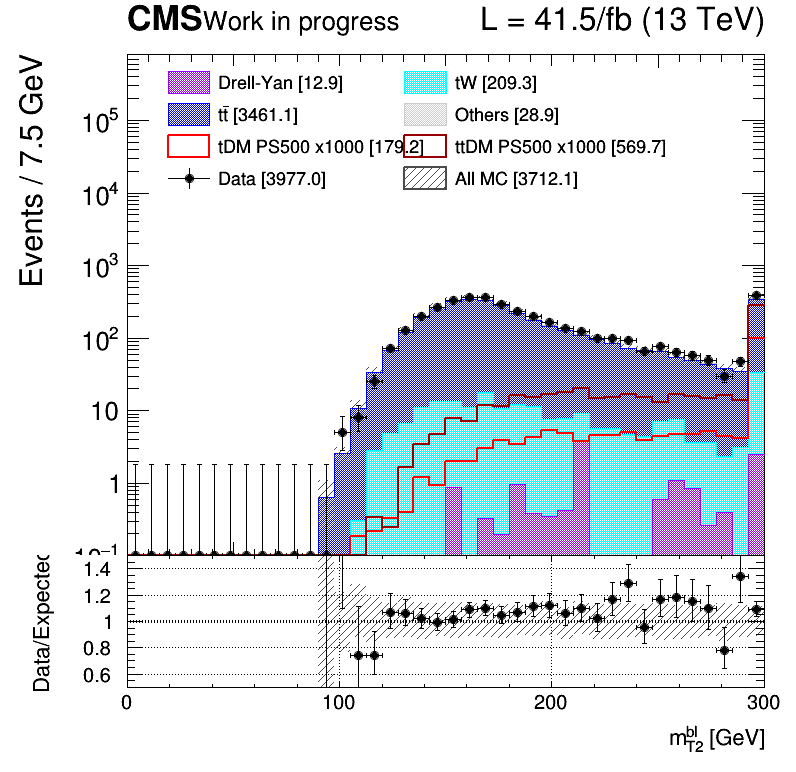 CMS Work in progress L = 41.5/fb (13 TeV)
Events / 7.5 GeV
Drell-Yan [12.9] tW [209.3]
tt̄ [3461.1] Others [28.9]
tDM PS500 x1000 [179.2] ttDM PS500 x1000 [569.7]
Data [3977.0] All MC [3712.1]
10⁵
10⁴
10³
10²
10
1
10⁻¹
Data/Expected
1.4
1.2
1
0.8
0.6
0 100 200 300
m_{T2}^{bl} [GeV]